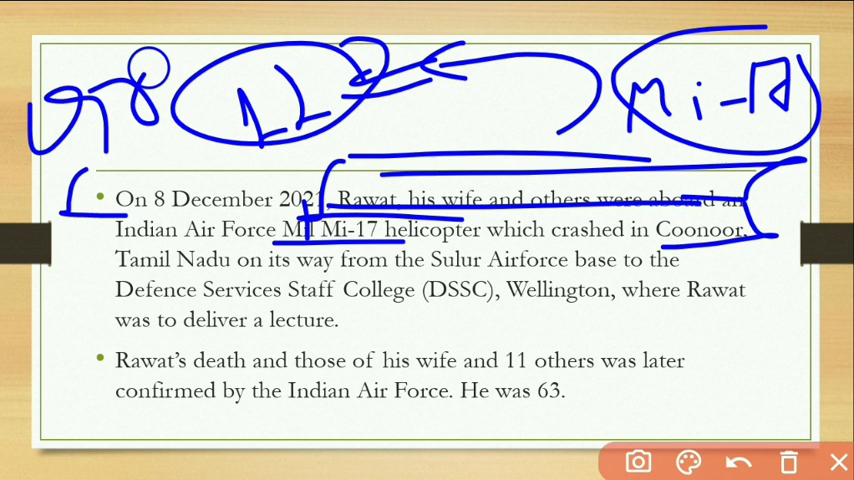 On 8 December 2021, Rawat, his wife and others were aboard an
Indian Air Force Mil Mi-17 helicopter which crashed in Coonoor,
Tamil Nadu on its way from the Sulur Airforce base to the
Defence Services Staff College (DSSC), Wellington, where Rawat
was to deliver a lecture.
Rawat's death and those of his wife and 11 others was later
confirmed by the Indian Air Force. He was 63.